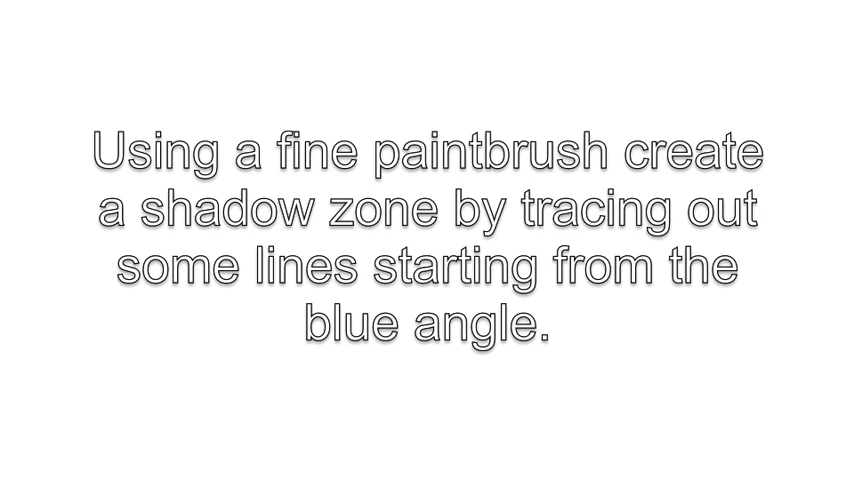 Using a fine paintbrush create
a shadow zone by tracing out
some lines starting from the
blue angle.